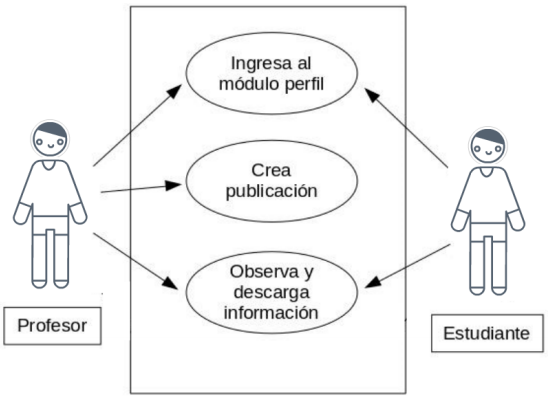 Ingresa al
módulo perfil
Crea
publicación
Observa y
descarga
información
Profesor
Estudiante